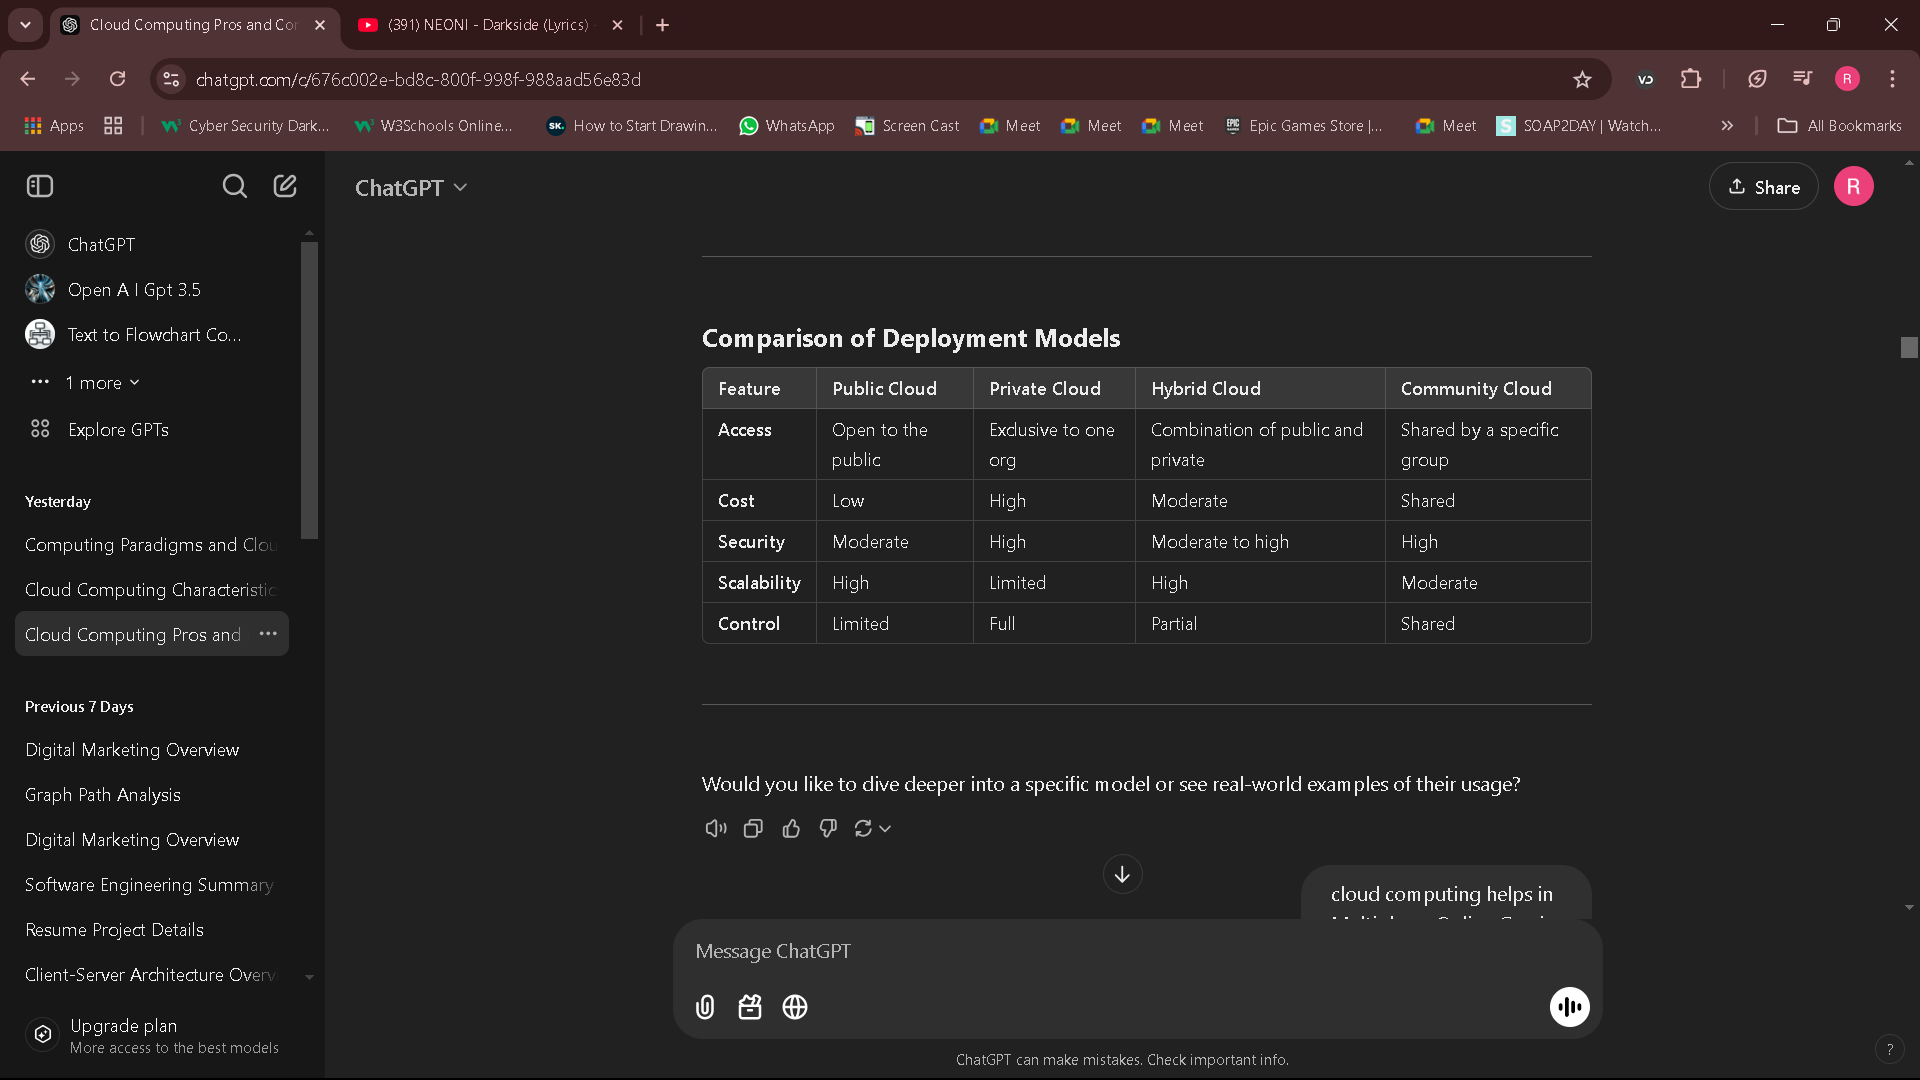 Cloud Computing Pros and Cor
(391) NEONI - Darkside (Lyrics)
chatgpt.com/c/676c002e-bd8c-800f-998f-988aad56e83d
R
Apps
Cyber Security Dark...
W3Schools Online...
SK.
How to Start Drawin...
WhatsApp
Screen Cast
Meet
Meet
Meet
EPIC
Epic Games Store |...
Meet
S
SOAP2DAY | Watch...
All Bookmarks
ChatGPT
Share
R
ChatGPT
Open A I Gpt 3.5
Text to Flowchart Co...
1 more
Explore GPTs
Yesterday
Computing Paradigms and Clou
Cloud Computing Characteristic
Cloud Computing Pros and
Previous 7 Days
Digital Marketing Overview
Graph Path Analysis
Digital Marketing Overview
Software Engineering Summary
Resume Project Details
Client-Server Architecture Overv
Upgrade plan
More access to the best models
Comparison of Deployment Models
Feature Public Cloud Private Cloud Hybrid Cloud Community Cloud
Access Open to the public Exclusive to one org Combination of public and private Shared by a specific group
Cost Low High Moderate Shared
Security Moderate High Moderate to high High
Scalability High Limited High Moderate
Control Limited Full Partial Shared
Would you like to dive deeper into a specific model or see real-world examples of their usage?
cloud computing helps in
Message ChatGPT
ChatGPT can make mistakes. Check important info.
?